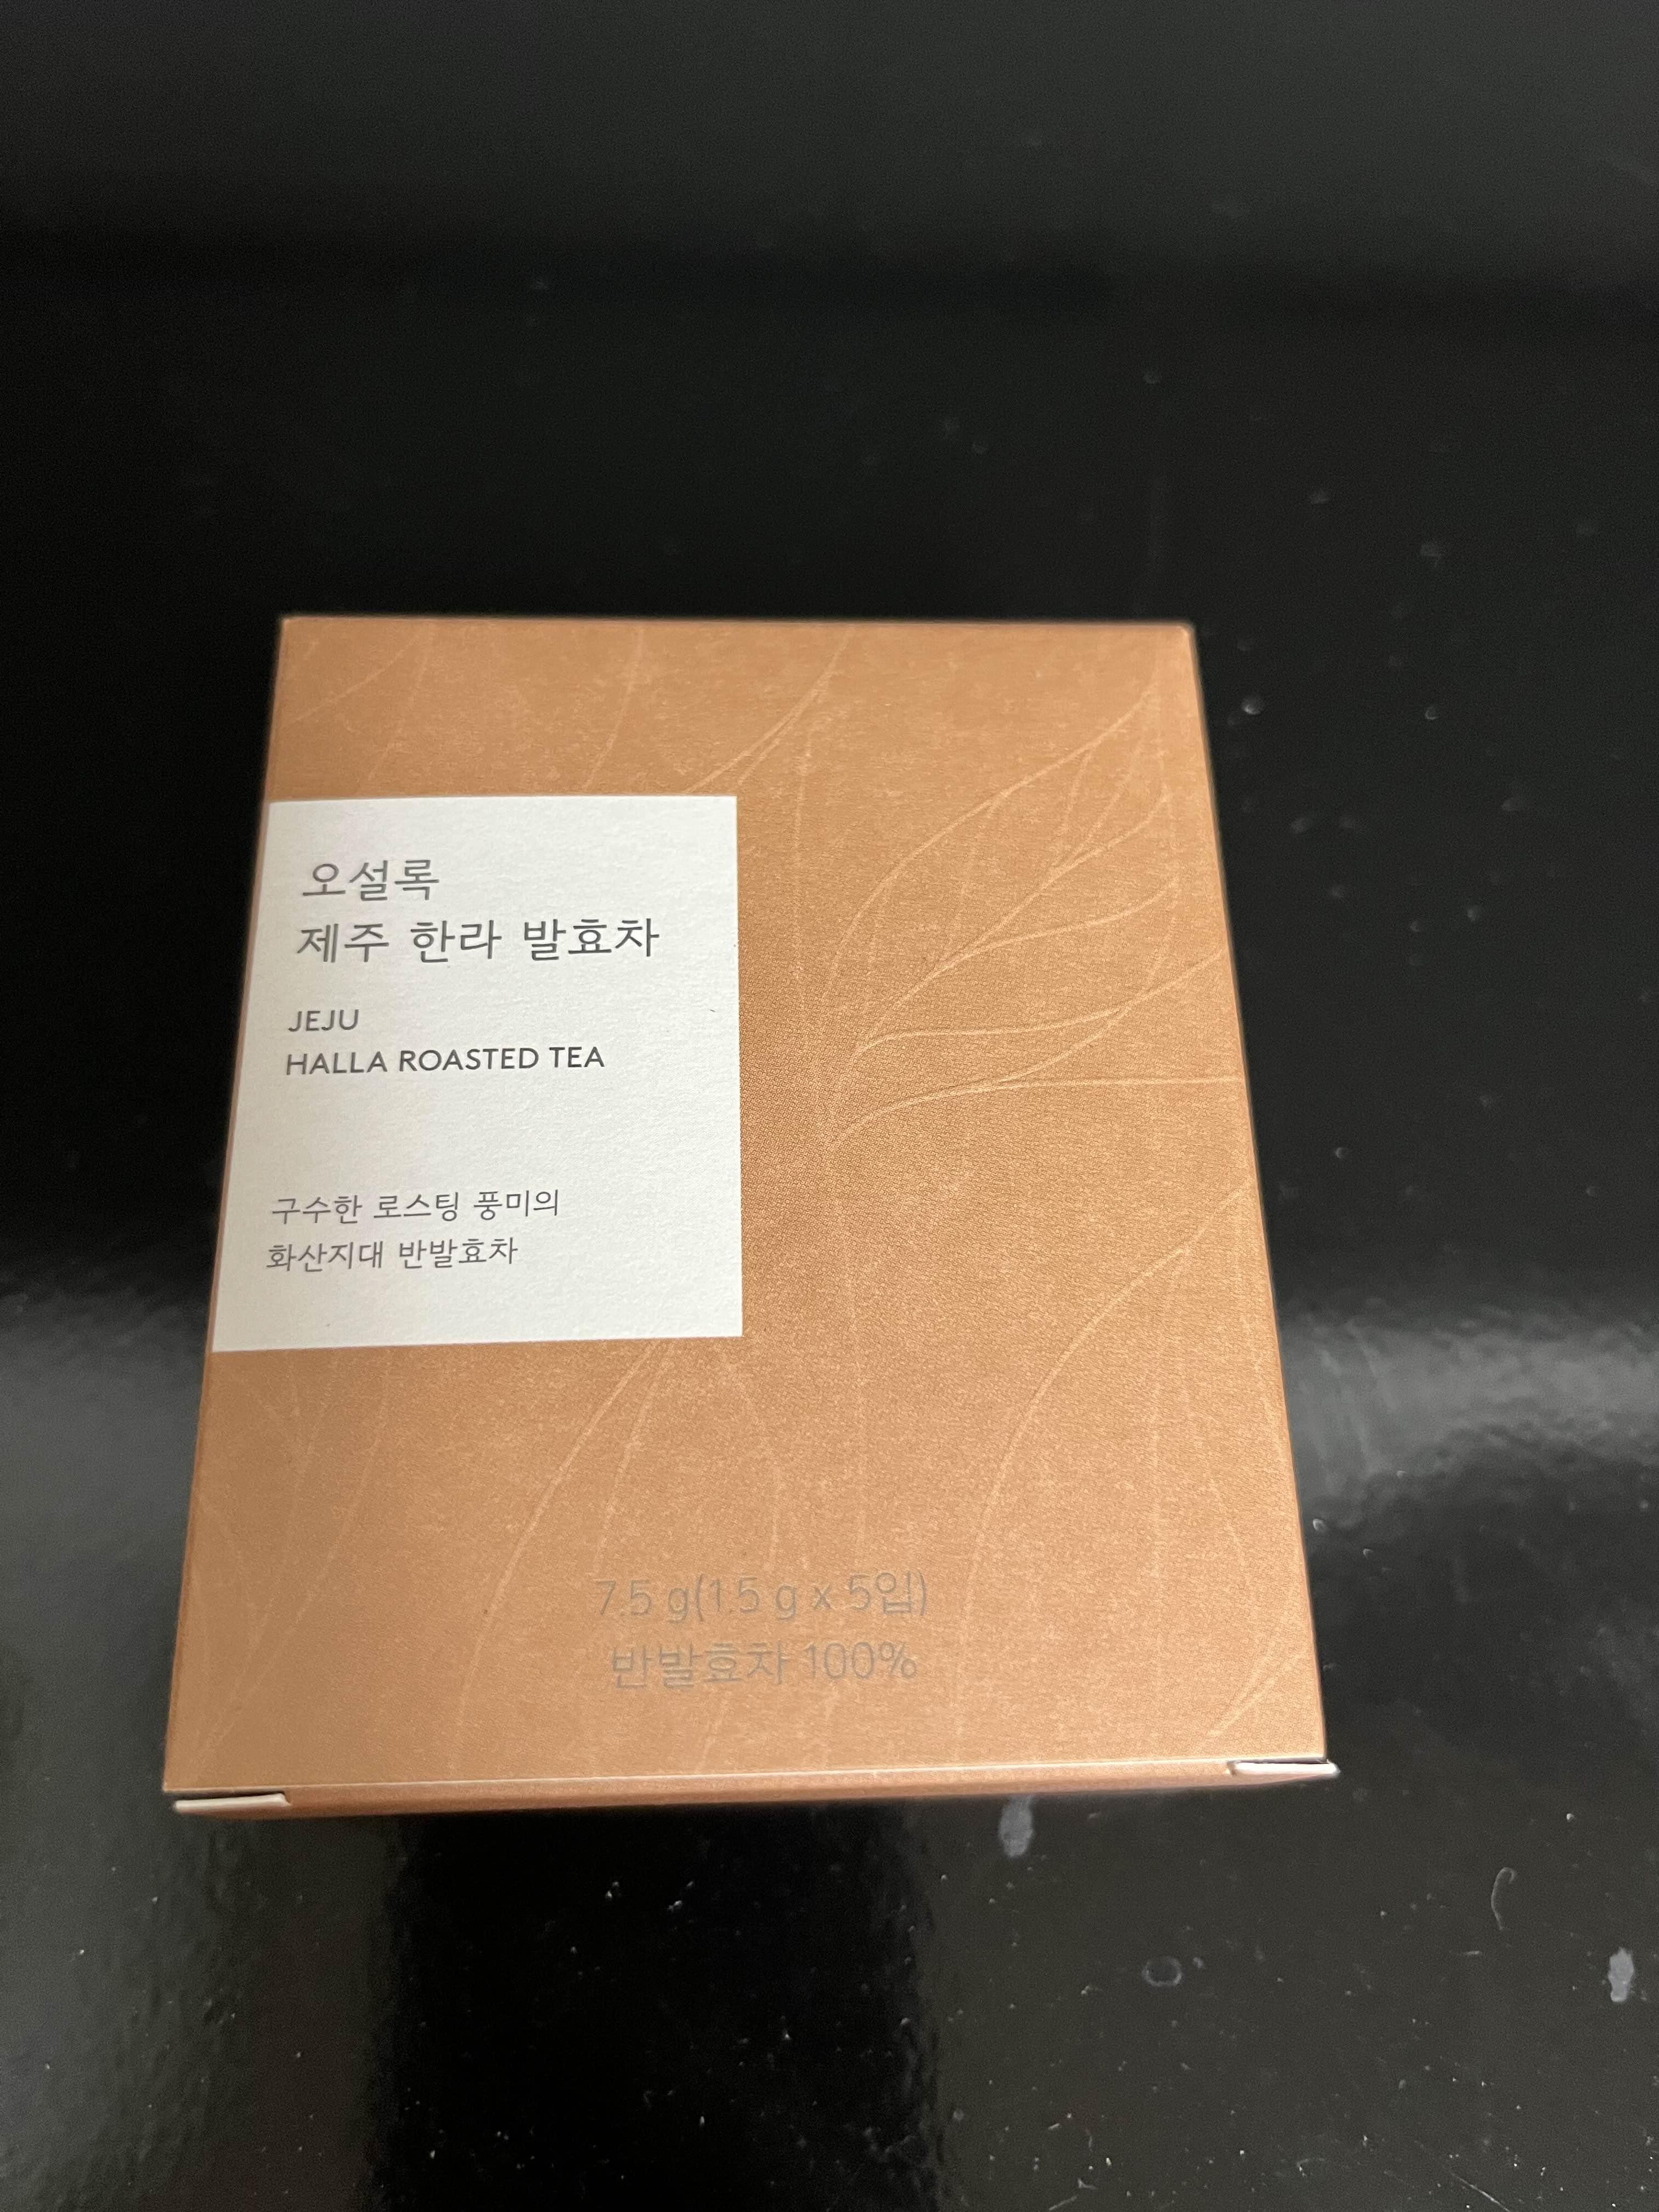 오설록
제주 한라 발효차
JEJU
HALLA ROASTED TEA
구수한 로스팅 풍미의
화산지대 반발효차
7.5 g(1.5 g x 5입)
반발효차 100%